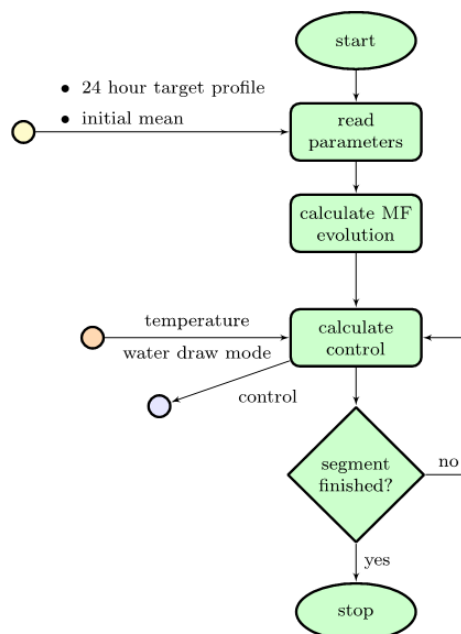 start
• 24 hour target profile
• initial mean
read
parameters
calculate MF
evolution
temperature
water draw mode
calculate
control
control
segment
finished?
no
yes
stop